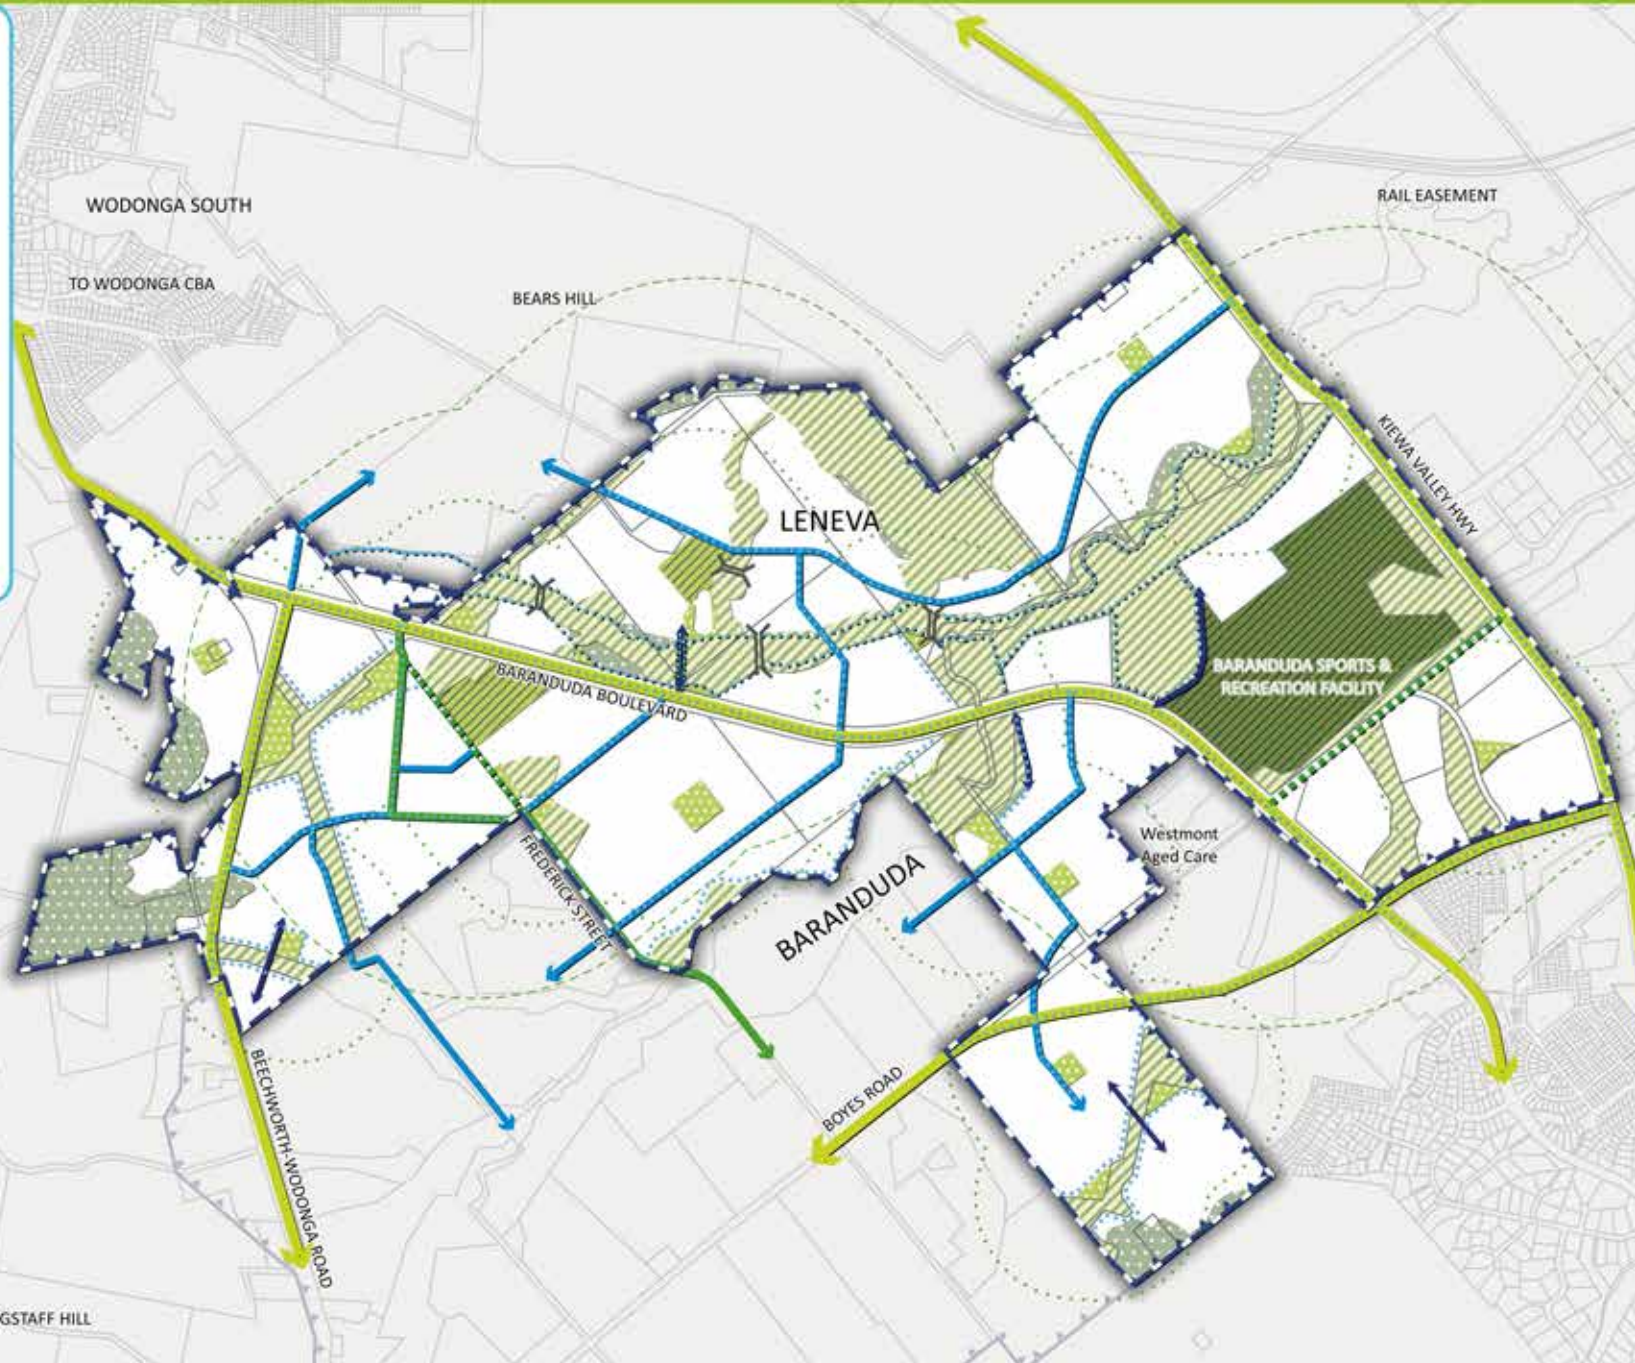 RAIL EASEMENT
WODONGA SOUTH
TO WODONGA CBA
BEARS HILL
KIEWA VALLEY HWY
LENEVA
BARANDUDA SPORTS &
RECREATION FACILITY
BARANDUDA BOULEVARD
Westmont
Aged Care
FREDERICK STREET
BARANDUDA
BOYES ROAD
BEECHWORTH-WODONGA ROAD
GSTAFF HILL